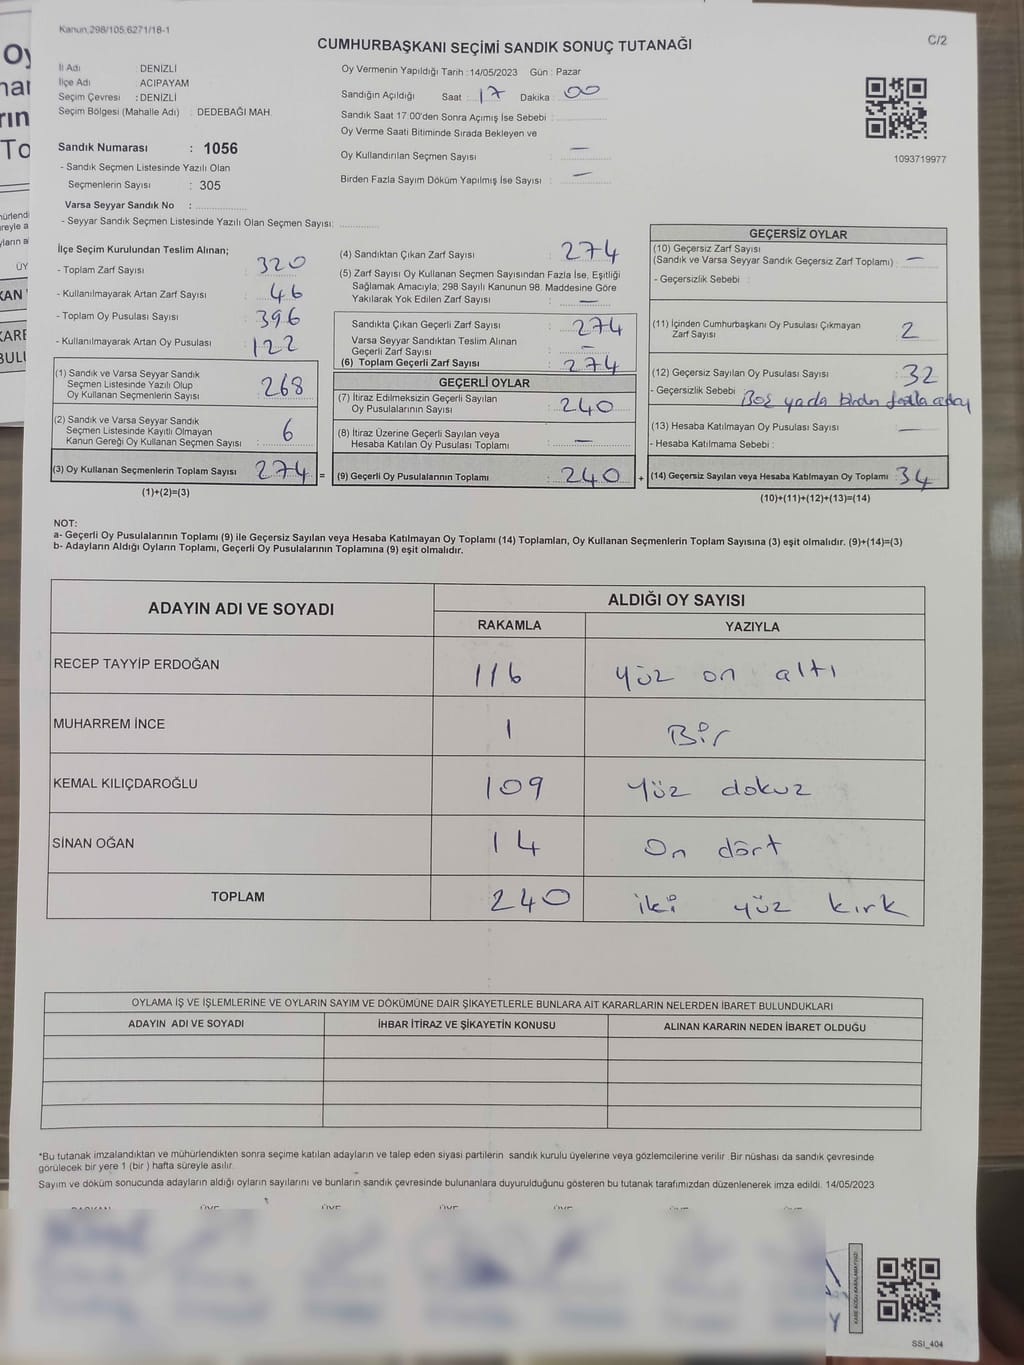 Kanun,298/105,6271/18-1
C/2
CUMHURBAŞKANI SEÇİMİ SANDIK SONUÇ TUTANAĞI
İl Adı : DENİZLİ
İlçe Adı : ACIPAYAM
Seçim Çevresi : DENİZLİ
Seçim Bölgesi (Mahalle Adı) : DEDEBAĞI MAH.
Sandık Numarası : 1056
- Sandık Seçmen Listesinde Yazılı Olan
Seçmenlerin Sayısı : 305
Varsa Seyyar Sandık No :
- Seyyar Sandık Seçmen Listesinde Yazılı Olan Seçmen Sayısı:
Oy Vermenin Yapıldığı Tarih : 14/05/2023 Gün : Pazar
Sandığın Açıldığı Saat : 17 Dakika : 00
Sandık Saat 17:00'den Sonra Açımış İse Sebebi :
Oy Verme Saati Bitiminde Sırada Bekleyen ve
Oy Kullandırılan Seçmen Sayısı : —
Birden Fazla Sayım Döküm Yapılmış İse Sayısı : —
1093719977
İlçe Seçim Kurulundan Teslim Alınan;
- Toplam Zarf Sayısı : 320
- Kullanılmayarak Artan Zarf Sayısı : 46
- Toplam Oy Pusulası Sayısı : 396
- Kullanılmayarak Artan Oy Pusulası : 122
(1) Sandık ve Varsa Seyyar Sandık
Seçmen Listesinde Yazılı Olup
Oy Kullanan Seçmenlerin Sayısı : 268
(2) Sandık ve Varsa Seyyar Sandık
Seçmen Listesinde Kayıtlı Olmayan
Kanun Gereği Oy Kullanan Seçmen Sayısı : 6
(3) Oy Kullanan Seçmenlerin Toplam Sayısı : 274 =
(1)+(2)=(3)
(4) Sandıktan Çıkan Zarf Sayısı : 274
(5) Zarf Sayısı Oy Kullanan Seçmen Sayısından Fazla İse, Eşitliği
Sağlamak Amacıyla; 298 Sayılı Kanunun 98. Maddesine Göre
Yakılarak Yok Edilen Zarf Sayısı : —
Sandıkta Çıkan Geçerli Zarf Sayısı : 274
Varsa Seyyar Sandıktan Teslim Alınan
Geçerli Zarf Sayısı : —
(6) Toplam Geçerli Zarf Sayısı : 274
GEÇERLİ OYLAR
(7) İtiraz Edilmeksizin Geçerli Sayılan
Oy Pusulalarının Sayısı : 240
(8) İtiraz Üzerine Geçerli Sayılan veya
Hesaba Katılan Oy Pusulası Toplamı : —
(9) Geçerli Oy Pusulalarının Toplamı : 240 +
GEÇERSİZ OYLAR
(10) Geçersiz Zarf Sayısı
(Sandık ve Varsa Seyyar Sandık Geçersiz Zarf Toplamı) : —
- Geçersizlik Sebebi :
(11) İçinden Cumhurbaşkanı Oy Pusulası Çıkmayan
Zarf Sayısı : 2
(12) Geçersiz Sayılan Oy Pusulası Sayısı : 32
- Geçersizlik Sebebi : Boş yada birden fazla aday
(13) Hesaba Katılmayan Oy Pusulası Sayısı : —
- Hesaba Katılmama Sebebi :
(14) Geçersiz Sayılan veya Hesaba Katılmayan Oy Toplamı : 34
(10)+(11)+(12)+(13)=(14)
NOT:
a- Geçerli Oy Pusulalarının Toplamı (9) ile Geçersiz Sayılan veya Hesaba Katılmayan Oy Toplamı (14) Toplamları, Oy Kullanan Seçmenlerin Toplam Sayısına (3) eşit olmalıdır. (9)+(14)=(3)
b- Adayların Aldığı Oyların Toplamı, Geçerli Oy Pusulalarının Toplamına (9) eşit olmalıdır.
ADAYIN ADI VE SOYADI
ALDIĞI OY SAYISI
RAKAMLA YAZIYLA
RECEP TAYYİP ERDOĞAN 116 Yüz on altı
MUHARREM İNCE 1 Bir
KEMAL KILIÇDAROĞLU 109 Yüz dokuz
SİNAN OĞAN 14 On dört
TOPLAM 240 iki yüz kırk
OYLAMA İŞ VE İŞLEMLERİNE VE OYLARIN SAYIM VE DÖKÜMÜNE DAİR ŞİKAYETLERLE BUNLARA AİT KARARLARIN NELERDEN İBARET BULUNDUKLARI
ADAYIN ADI VE SOYADI İHBAR İTİRAZ VE ŞİKAYETİN KONUSU ALINAN KARARIN NEDEN İBARET OLDUĞU
*Bu tutanak imzalandıktan ve mühürlendikten sonra seçime katılan adayların ve talep eden siyasi partilerin sandık kurulu üyelerine veya gözlemcilerine verilir. Bir nüshası da sandık çevresinde
görülecek bir yere 1 (bir ) hafta süreyle asılır.
Sayım ve döküm sonucunda adayların aldığı oyların sayılarını ve bunların sandık çevresinde bulunanlara duyurulduğunu gösteren bu tutanak tarafımızdan düzenlenerek imza edildi. 14/05/2023
SSI_404